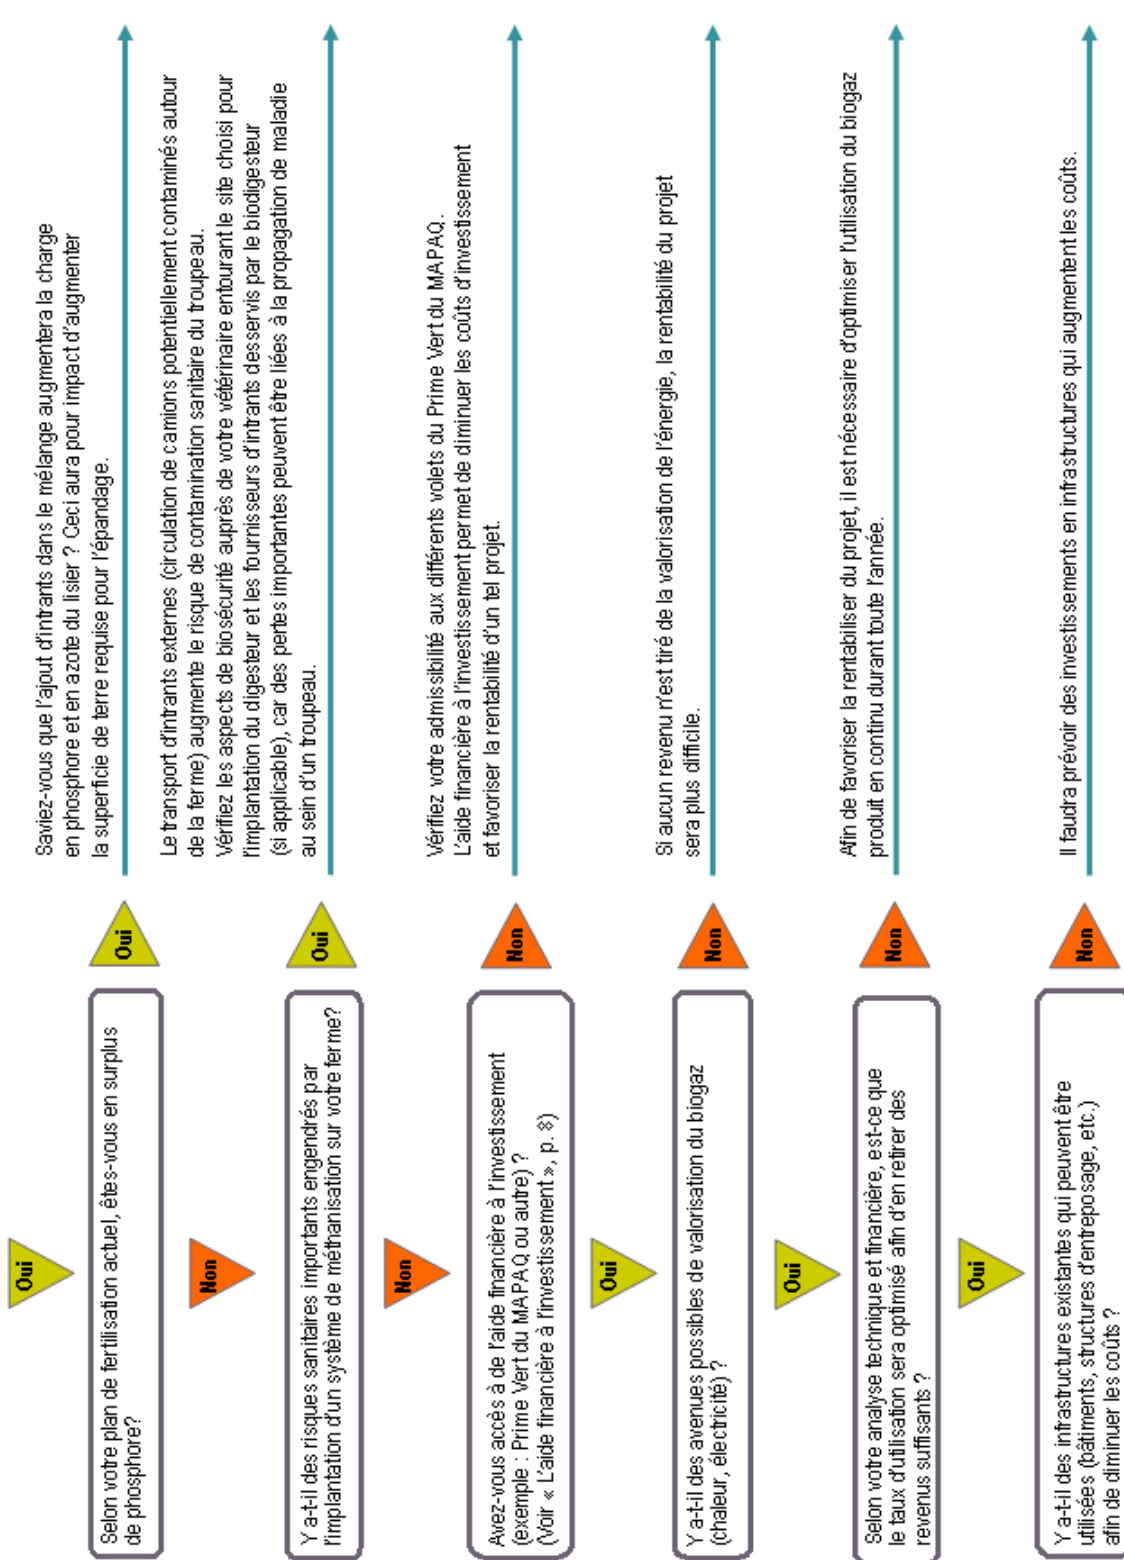 Oui
Selon votre plan de fertilisation actuel, êtes-vous en surplus
de phosphore?
Oui
Saviez-vous que l'ajout d'intrants dans le mélange augmentera la charge
en phosphore et en azote du lisier ? Ceci aura pour impact d'augmenter
la superficie de terre requise pour l'épandage.
Non
Y a-t-il des risques sanitaires importants engendrés par
l'implantation d'un système de méthanisation sur votre ferme?
Oui
Le transport d'intrants externes (circulation de camions potentiellement contaminés autour
de la ferme) augmente le risque de contamination sanitaire du troupeau.
Vérifiez les aspects de biosécurité auprès de votre vétérinaire entourant le site choisi pour
l'implantation du digesteur et les fournisseurs d'intrants desservis par le biodigesteur
(si applicable), car des pertes importantes peuvent être liées à la propagation de maladie
au sein d'un troupeau.
Non
Avez-vous accès à de l'aide financière à l'investissement
(exemple : Prime Vert du MAPAQ ou autre) ?
(Voir « L'aide financière à l'investissement », p. 8)
Non
Vérifiez votre admissibilité aux différents volets du Prime Vert du MAPAQ.
L'aide financière à l'investissement permet de diminuer les coûts d'investissement
et favoriser la rentabilité d'un tel projet.
Oui
Y a-t-il des avenues possibles de valorisation du biogaz
(chaleur, électricité) ?
Non
Si aucun revenu n'est tiré de la valorisation de l'énergie, la rentabilité du projet
sera plus difficile.
Oui
Selon votre analyse technique et financière, est-ce que
le taux d'utilisation sera optimisé afin d'en retirer des
revenus suffisants ?
Non
Afin de favoriser la rentabiliser du projet, il est nécessaire d'optimiser l'utilisation du biogaz
produit en continu durant toute l'année.
Oui
Y a-t-il des infrastructures existantes qui peuvent être
utilisées (bâtiments, structures d'entreposage, etc.)
afin de diminuer les coûts ?
Non
Il faudra prévoir des investissements en infrastructures qui augmentent les coûts.